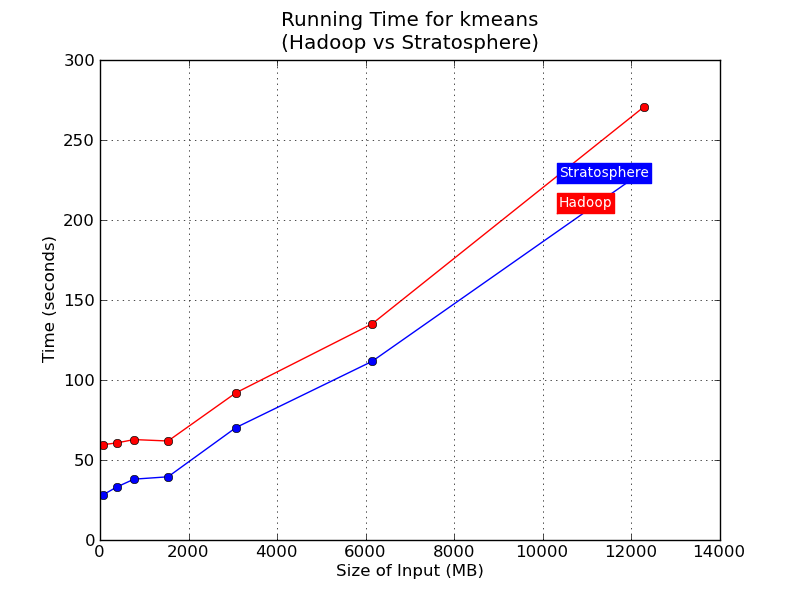 Running Time for kmeans
(Hadoop vs Stratosphere)
300
250
200
150
100
50
0
Time (seconds)
Stratosphere
Hadoop
0 2000 4000 6000 8000 10000 12000 14000
Size of Input (MB)